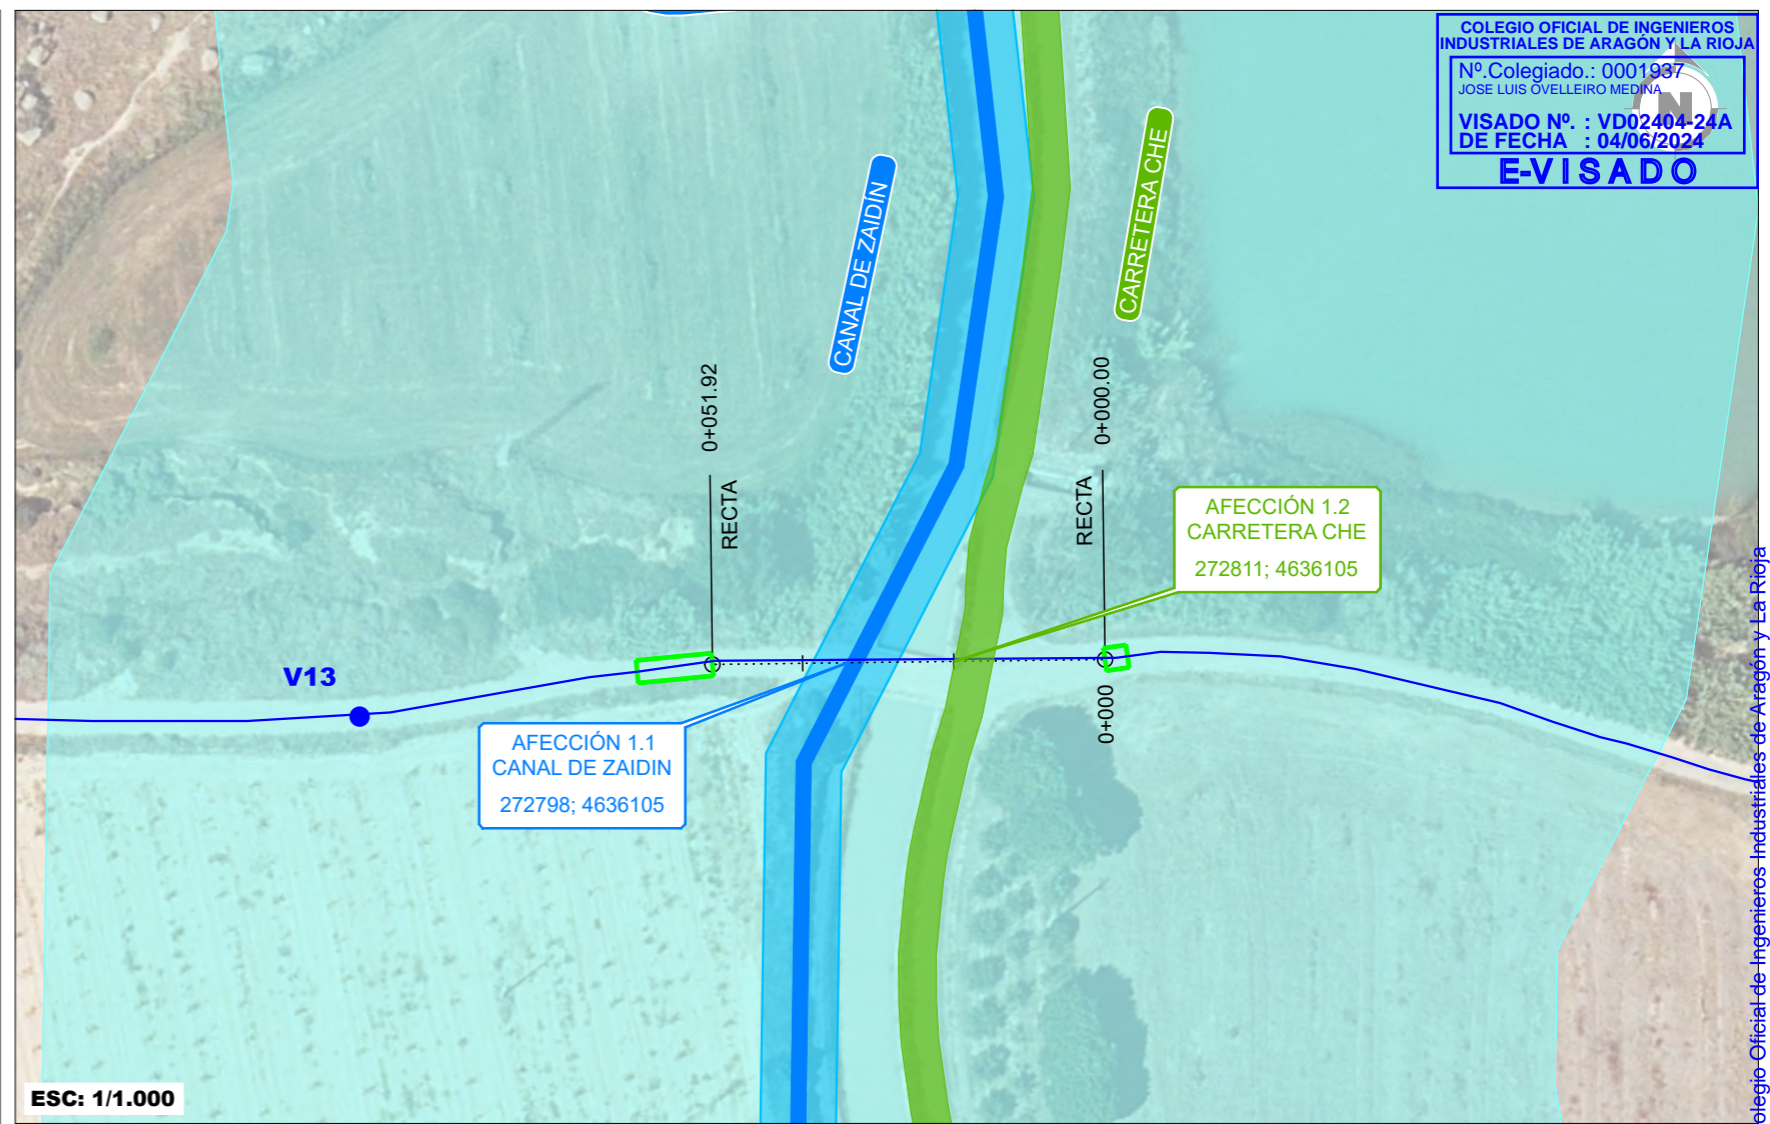 COLEGIO OFICIAL DE INGENIEROS
INDUSTRIALES DE ARAGÓN Y LA RIOJA
Nº.Colegiado.: 0001937
JOSE LUIS OVELLEIRO MEDINA
VISADO Nº. : VD02404-24A
DE FECHA : 04/06/2024
E-VISADO
N
CANAL DE ZAIDÍN
CARRETERA CHE
0+051.92
RECTA
0+000.00
RECTA
0+000
AFECCIÓN 1.2
CARRETERA CHE
272811; 4636105
V13
AFECCIÓN 1.1
CANAL DE ZAIDIN
272798; 4636105
ESC: 1/1.000
olegio Oficial de Ingenieros Industriales de Aragón y La Rioja